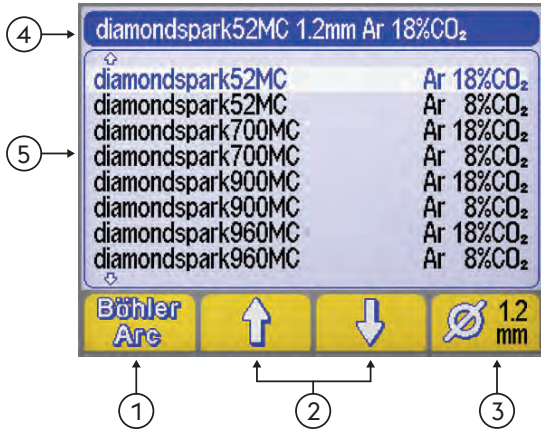 ④ diamondspark52MC 1.2mm Ar 18%CO₂
diamondspark52MC Ar 18%CO₂
diamondspark52MC Ar 8%CO₂
diamondspark700MC Ar 18%CO₂
⑤ diamondspark700MC Ar 8%CO₂
diamondspark900MC Ar 18%CO₂
diamondspark900MC Ar 8%CO₂
diamondspark960MC Ar 18%CO₂
diamondspark960MC Ar 8%CO₂
Böhler Ø 1.2
Arc mm
① ② ③